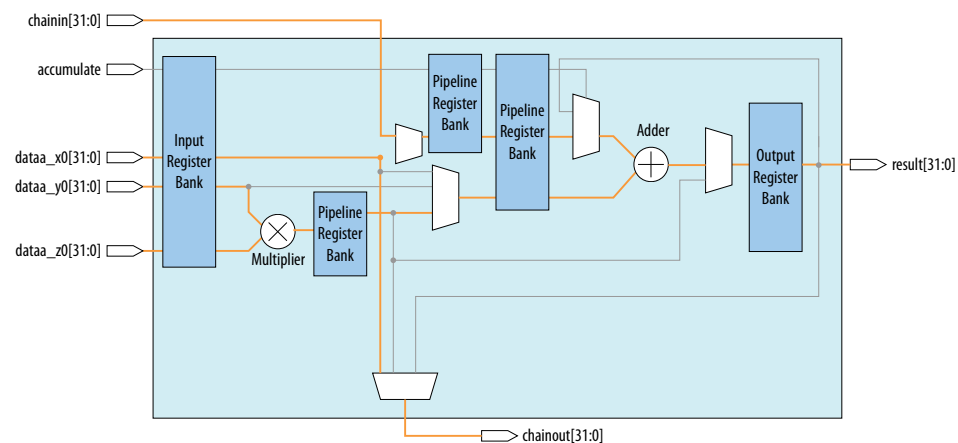 chainin[31:0]
accumulate
dataa_x0[31:0]
dataa_y0[31:0]
dataa_z0[31:0]
Input
Register
Bank
Multiplier
Pipeline
Register
Bank
Pipeline
Register
Bank
Pipeline
Register
Bank
Adder
Output
Register
Bank
result[31:0]
chainout[31:0]